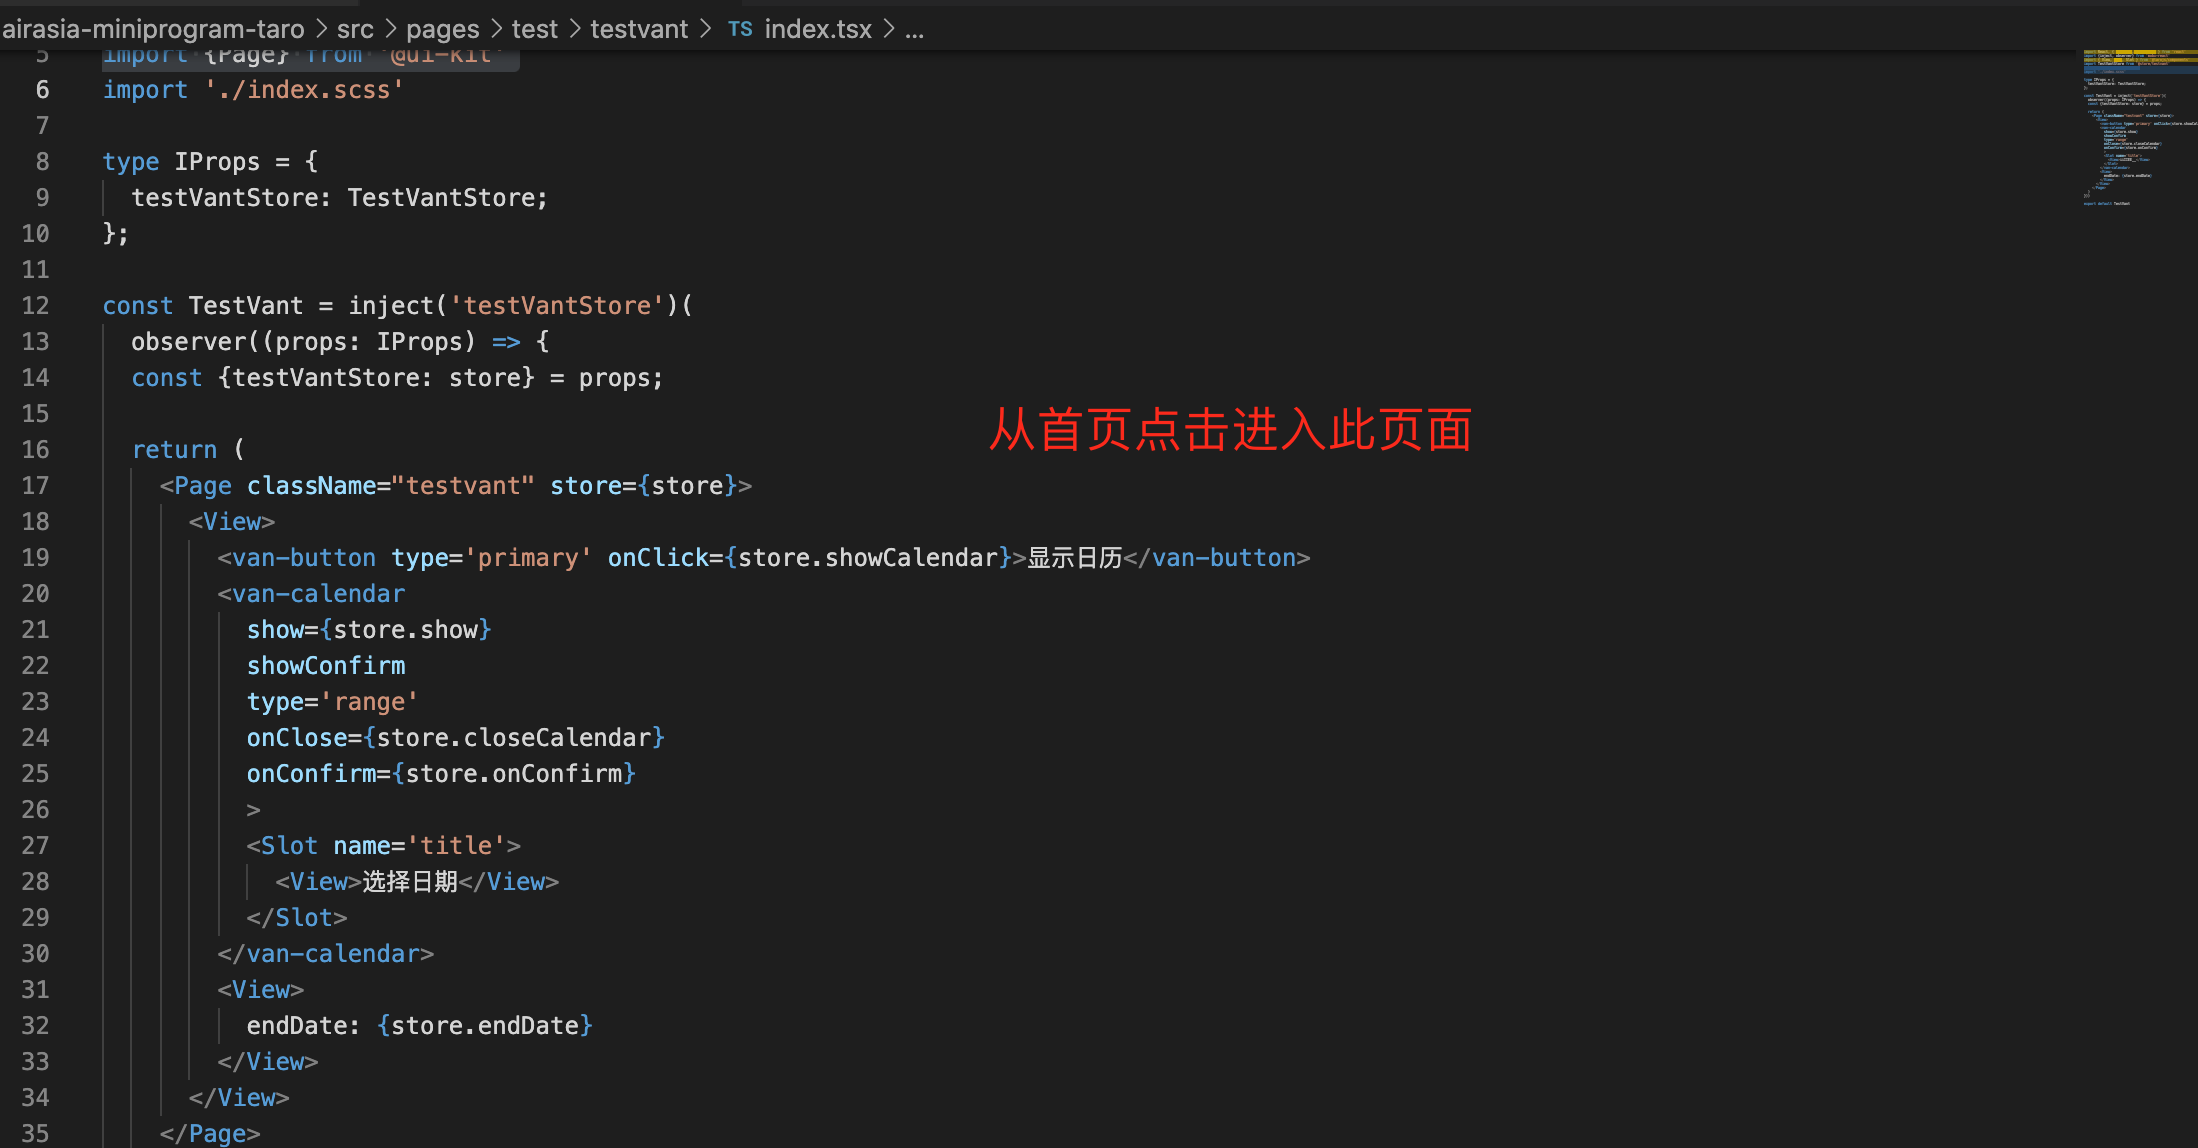 airasia-miniprogram-taro > src > pages > test > testvant > TS index.tsx > ...
5 import {Page} from '@ui-kit'
6 import './index.scss'
7
8 type IProps = {
9 testVantStore: TestVantStore;
10 };
11
12 const TestVant = inject('testVantStore')(
13 observer((props: IProps) => {
14 const {testVantStore: store} = props;
15
从首页点击进入此页面
16 return (
17 <Page className="testvant" store={store}>
18 <View>
19 <van-button type='primary' onClick={store.showCalendar}>显示日历</van-button>
20 <van-calendar
21 show={store.show}
22 showConfirm
23 type='range'
24 onClose={store.closeCalendar}
25 onConfirm={store.onConfirm}
26 >
27 <Slot name='title'>
28 <View>选择日期</View>
29 </Slot>
30 </van-calendar>
31 <View>
32 endDate: {store.endDate}
33 </View>
34 </View>
35 </Page>